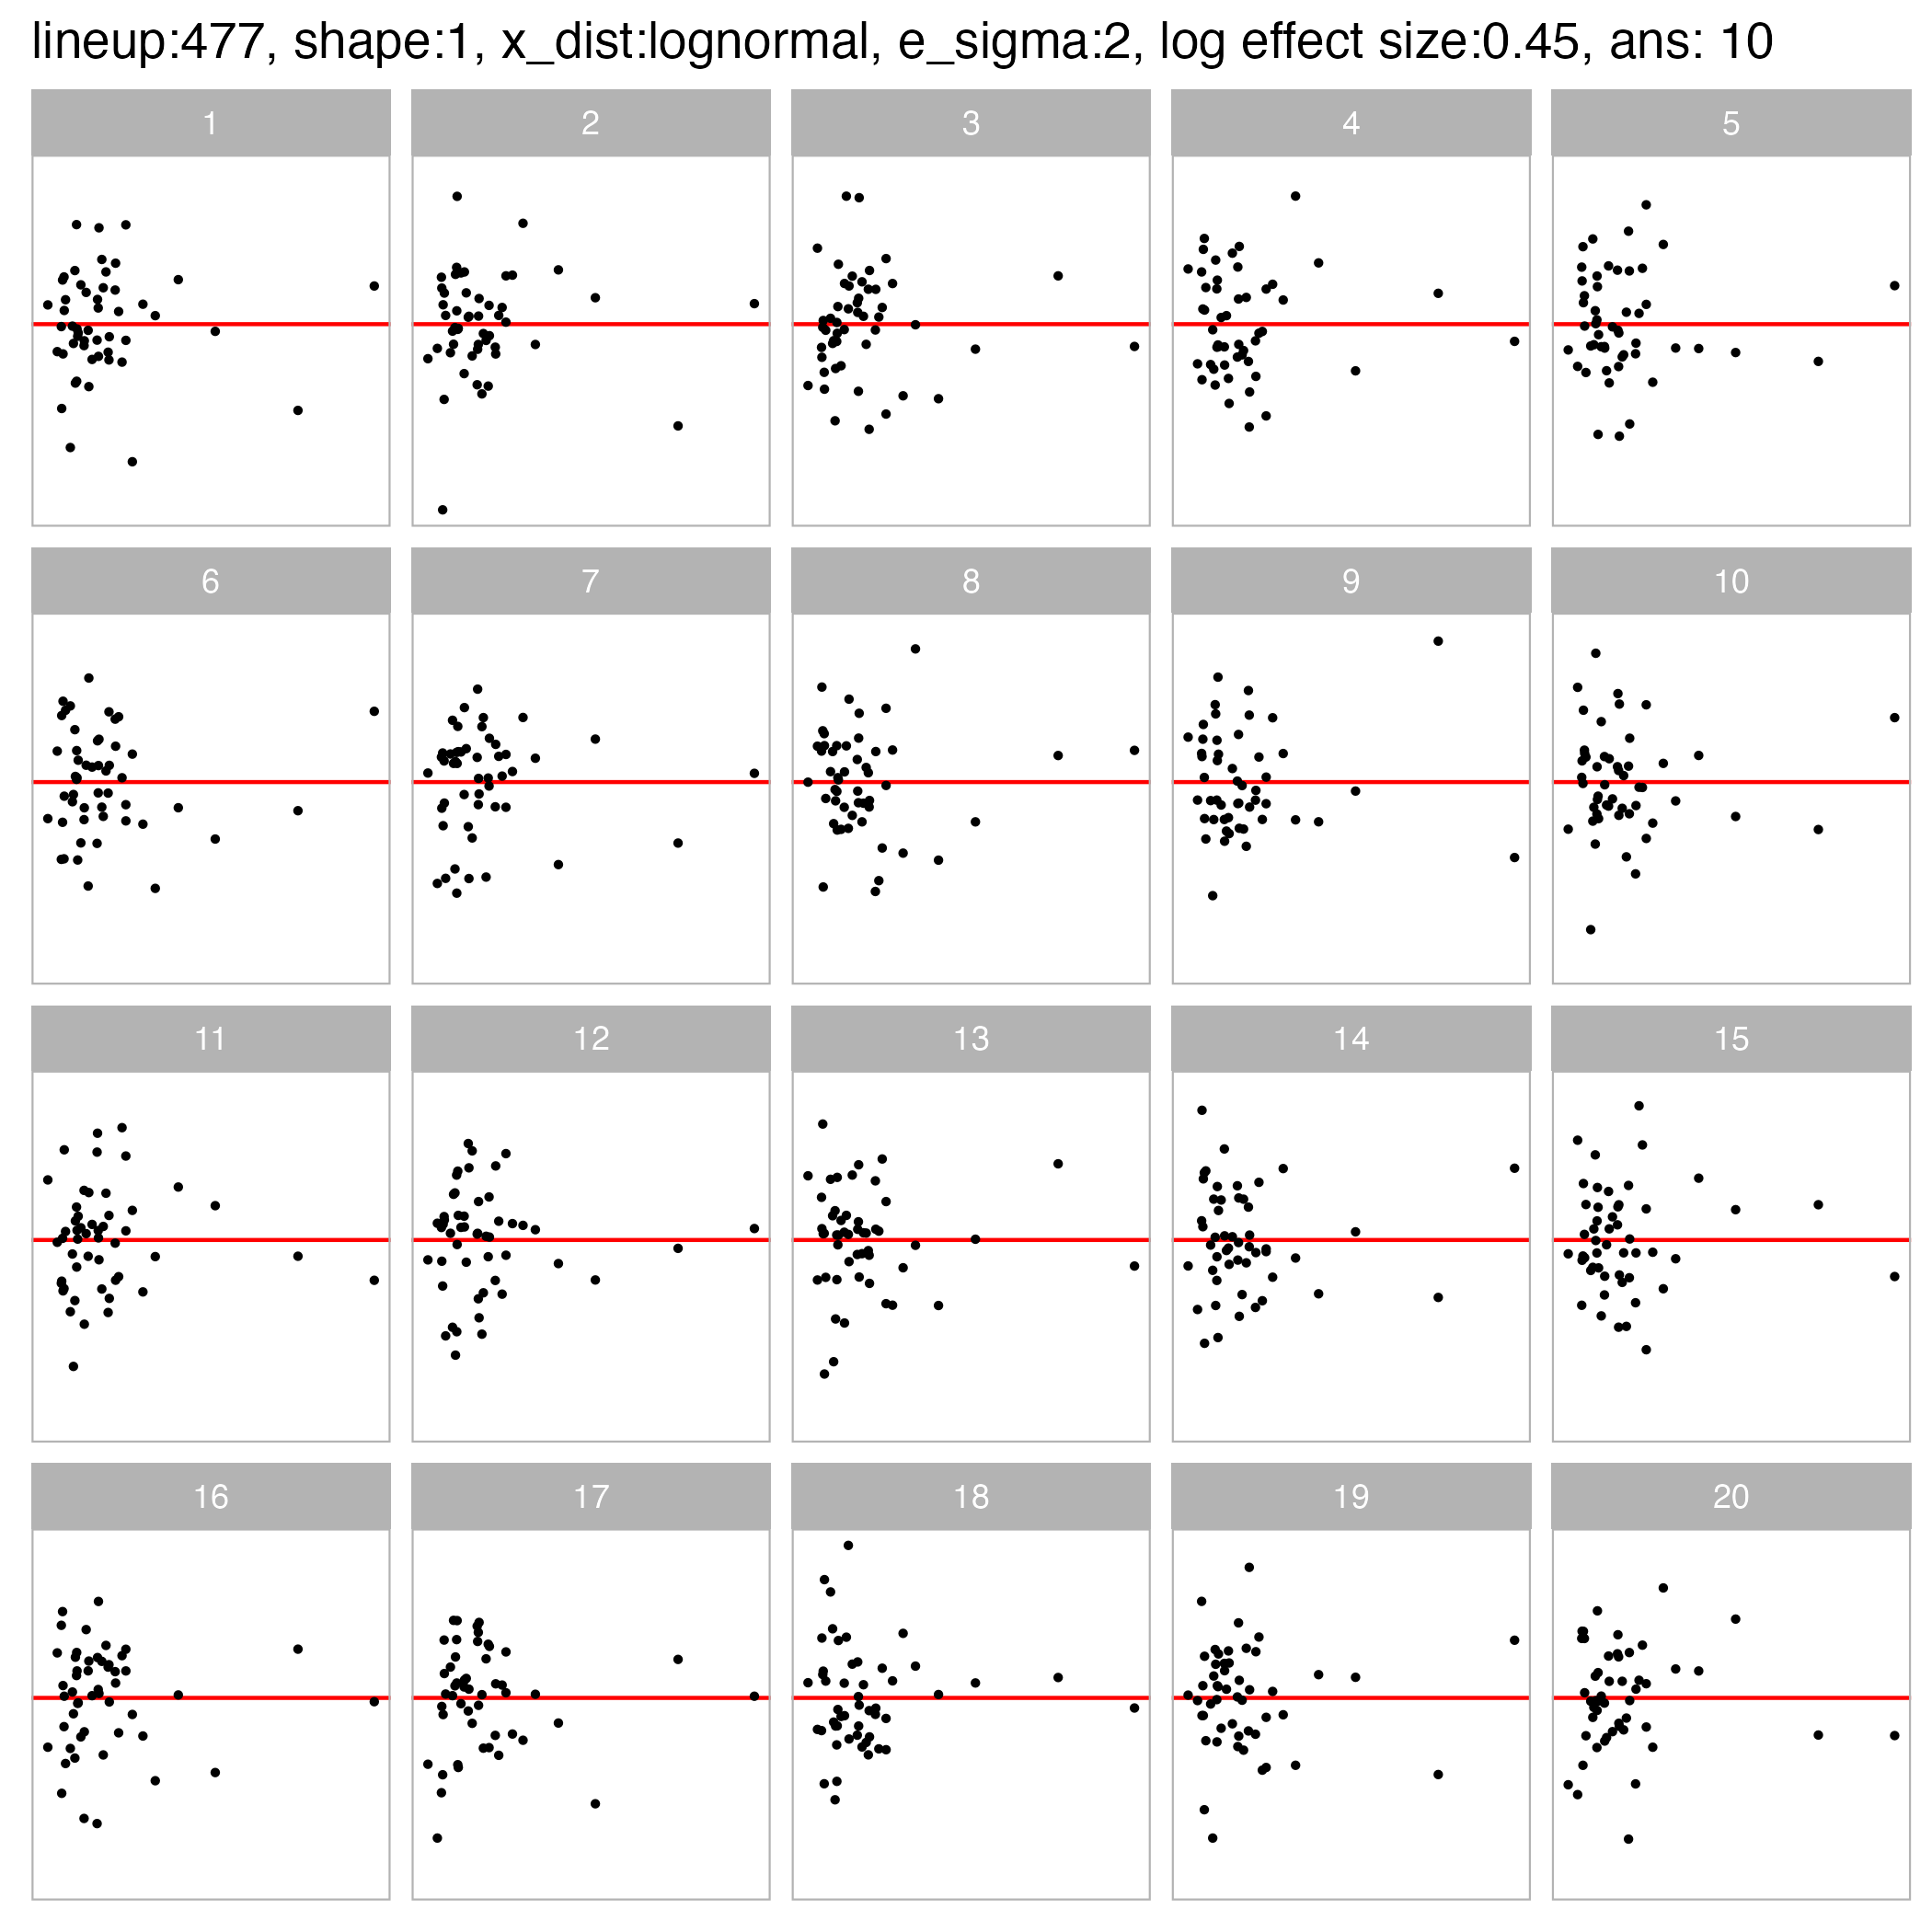 lineup:477, shape:1, x_dist:lognormal, e_sigma:2, log effect size:0.45, ans: 10
1 2 3 4 5
6 7 8 9 10
11 12 13 14 15
16 17 18 19 20